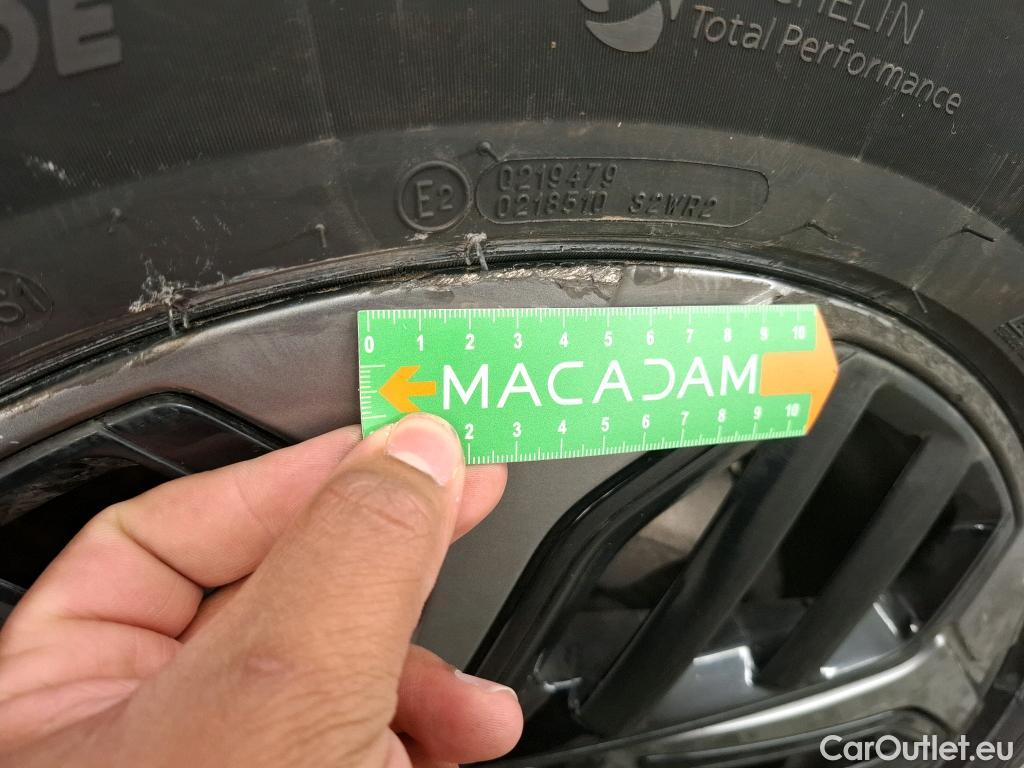 DE
Total Performance
E2
0219479
0218510 S2WR2
0 1 2 3 4 5 6 7 8 9 10
MACADAM
2 3 4 5 6 7 8 9 10
CarOutlet.eu